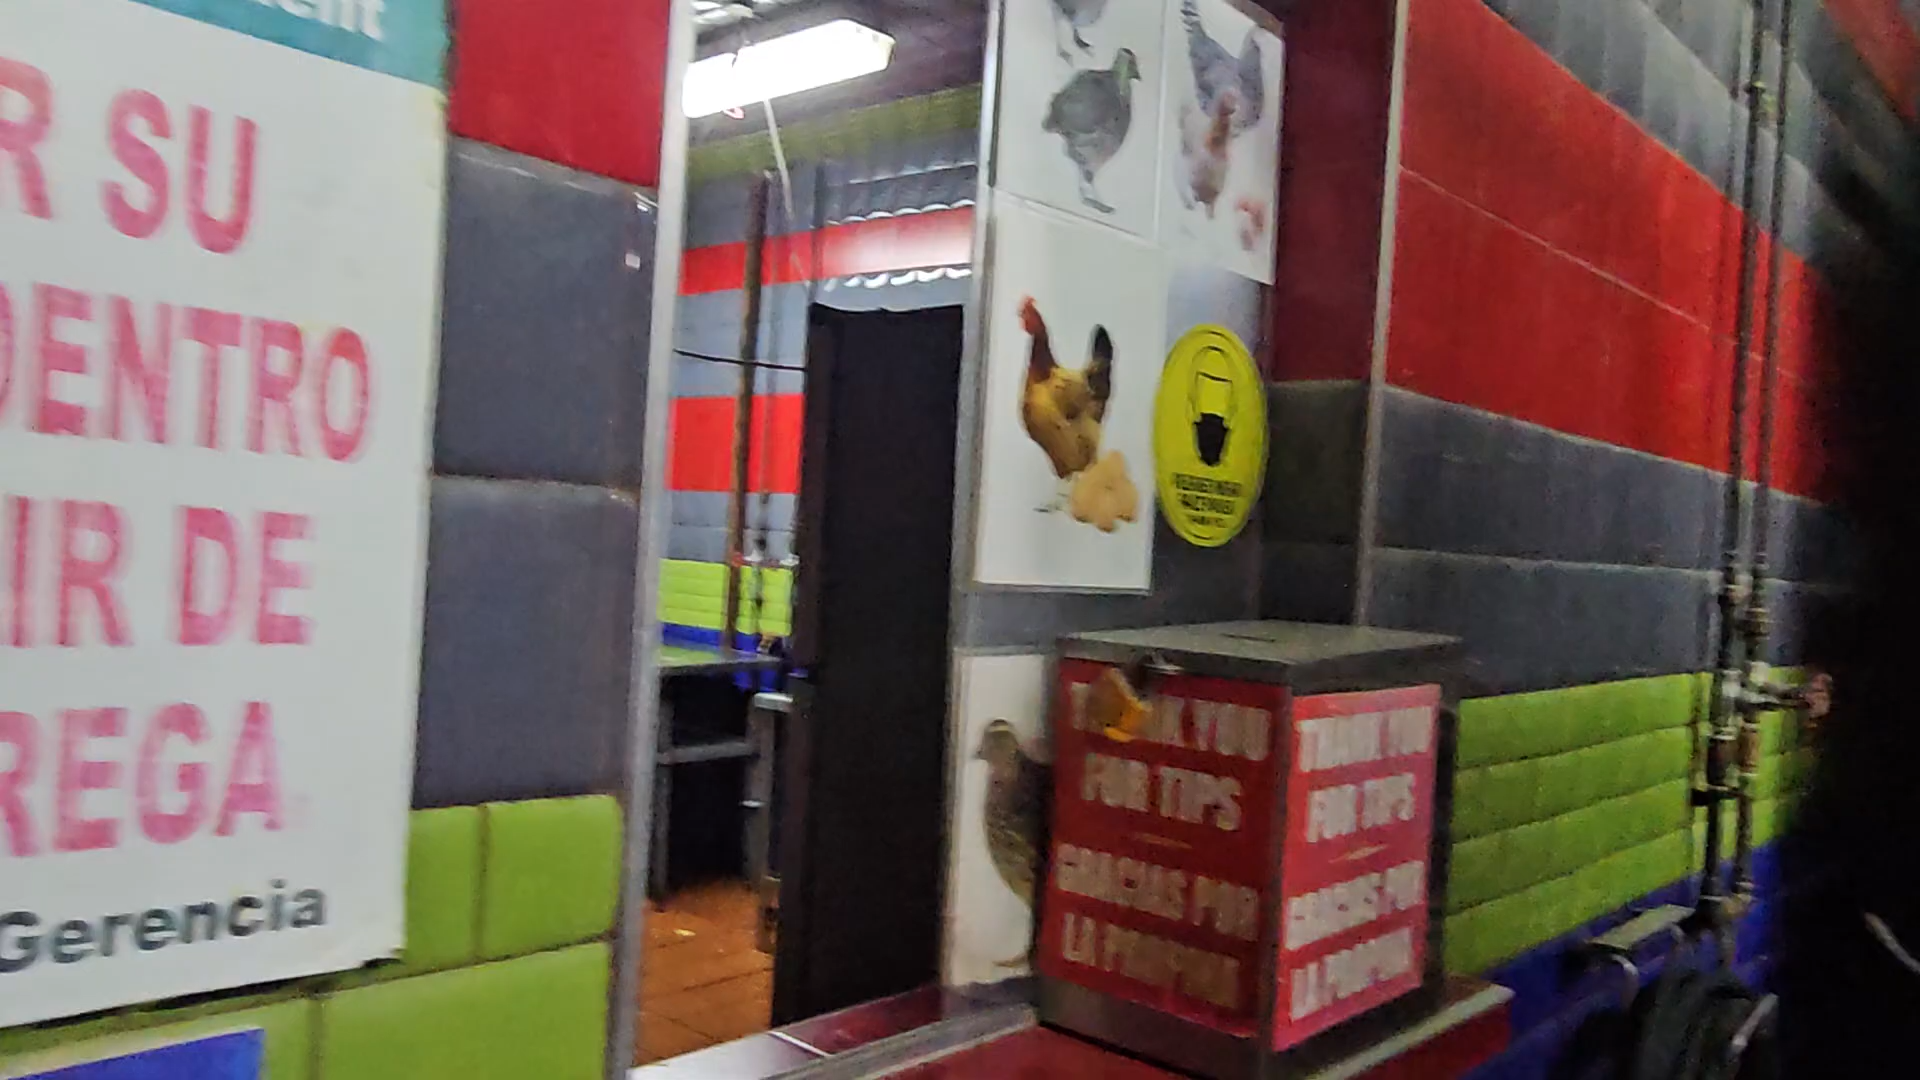 R SU
DENTRO
IR DE
REGA
Gerencia
THANK YOU
FOR TIPS
GRACIAS POR
LA PROPINA
THANK YOU
FOR TIPS
GRACIAS POR
LA PROPINA